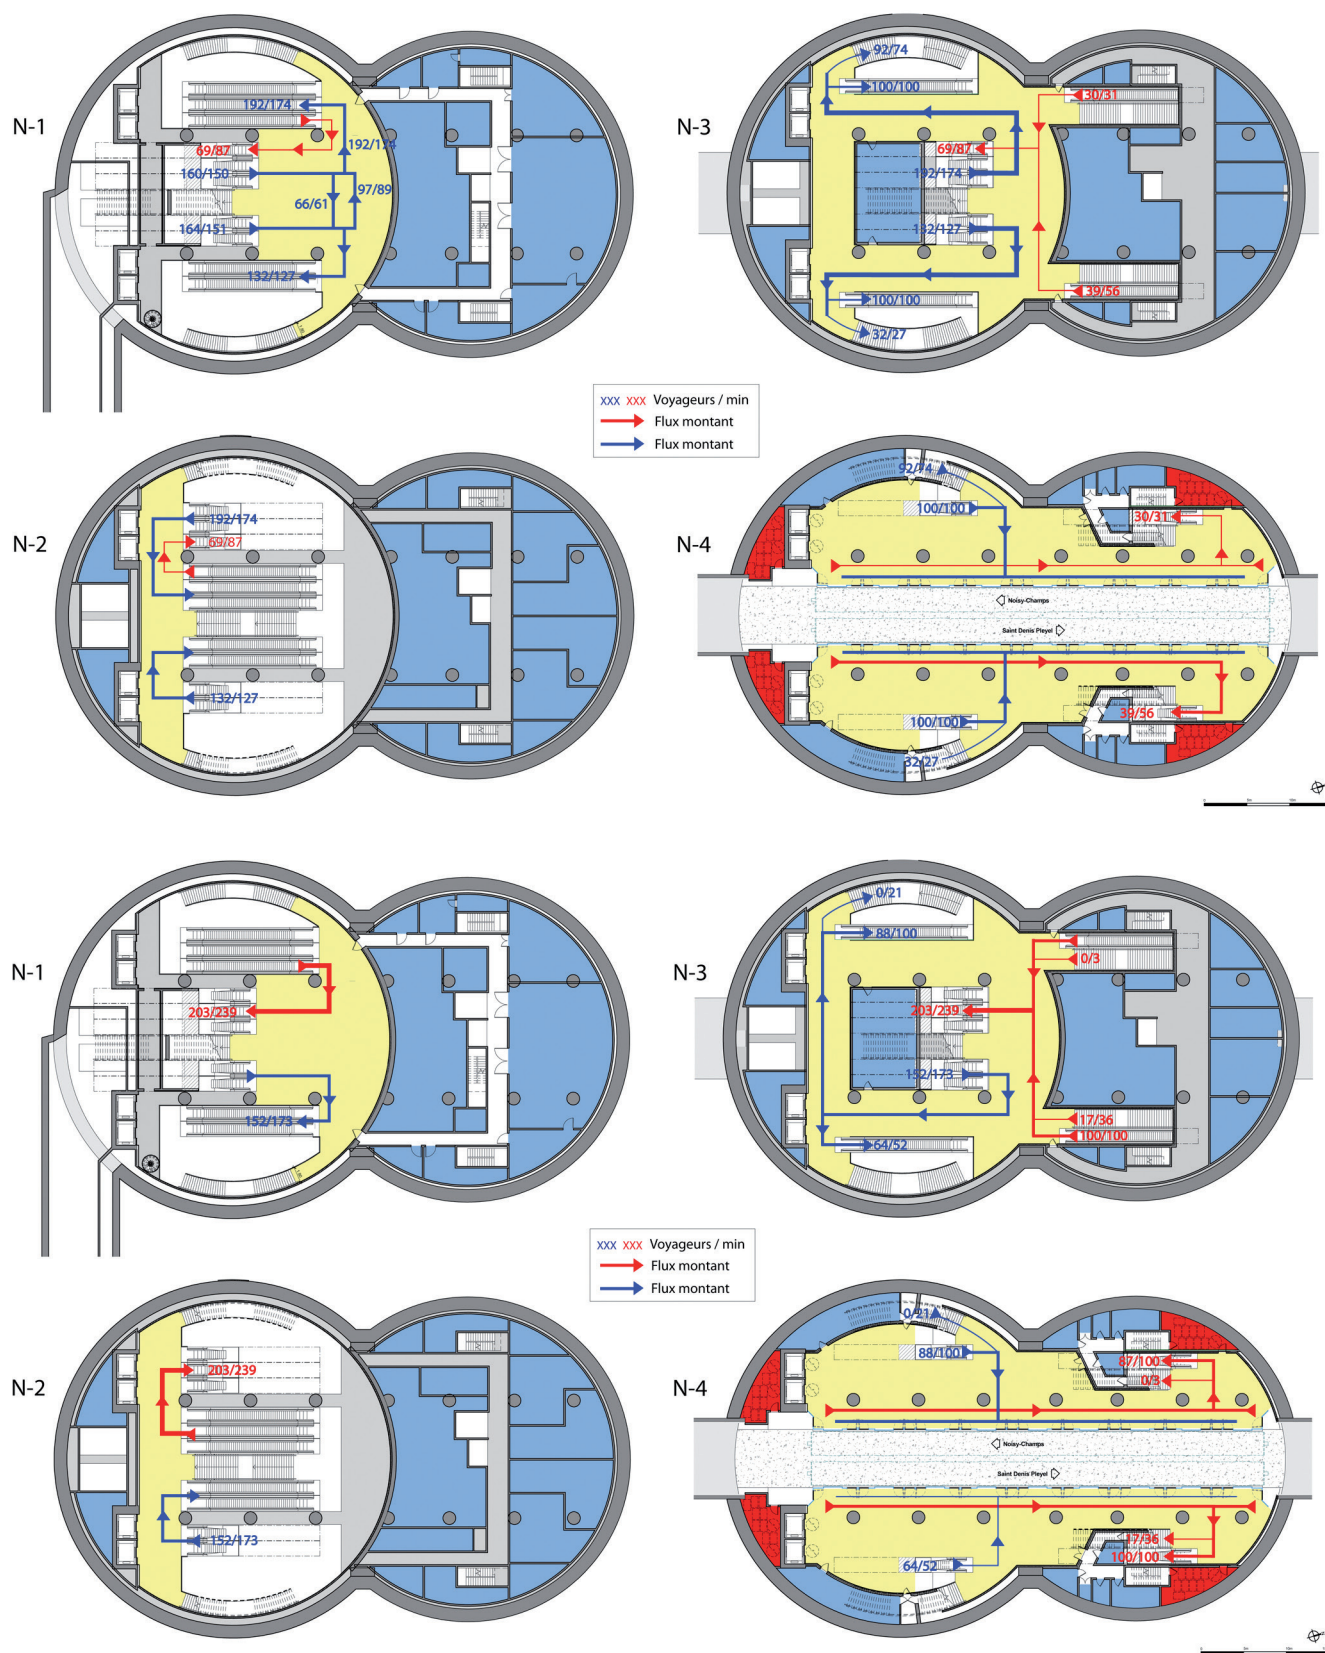 N-1
192/174
192/174
69/87
160/150
97/89
66/61
164/151
132/127
N-3
92/74
100/100
30/31
69/87
192/174
132/127
39/56
100/100
32/27
xxx xxx Voyageurs / min
Flux montant
Flux montant
N-2
192/174
69/87
132/127
N-4
92/74
100/100
30/31
Noisy-Champs
Saint Denis Pleyel
39/56
100/100
32/27
N-1
203/239
152/173
N-3
0/21
88/100
0/3
203/239
152/173
17/36
100/100
64/52
xxx xxx Voyageurs / min
Flux montant
Flux montant
N-2
203/239
152/173
N-4
0/21
88/100
87/100
0/3
Noisy-Champs
Saint Denis Pleyel
17/36
100/100
64/52